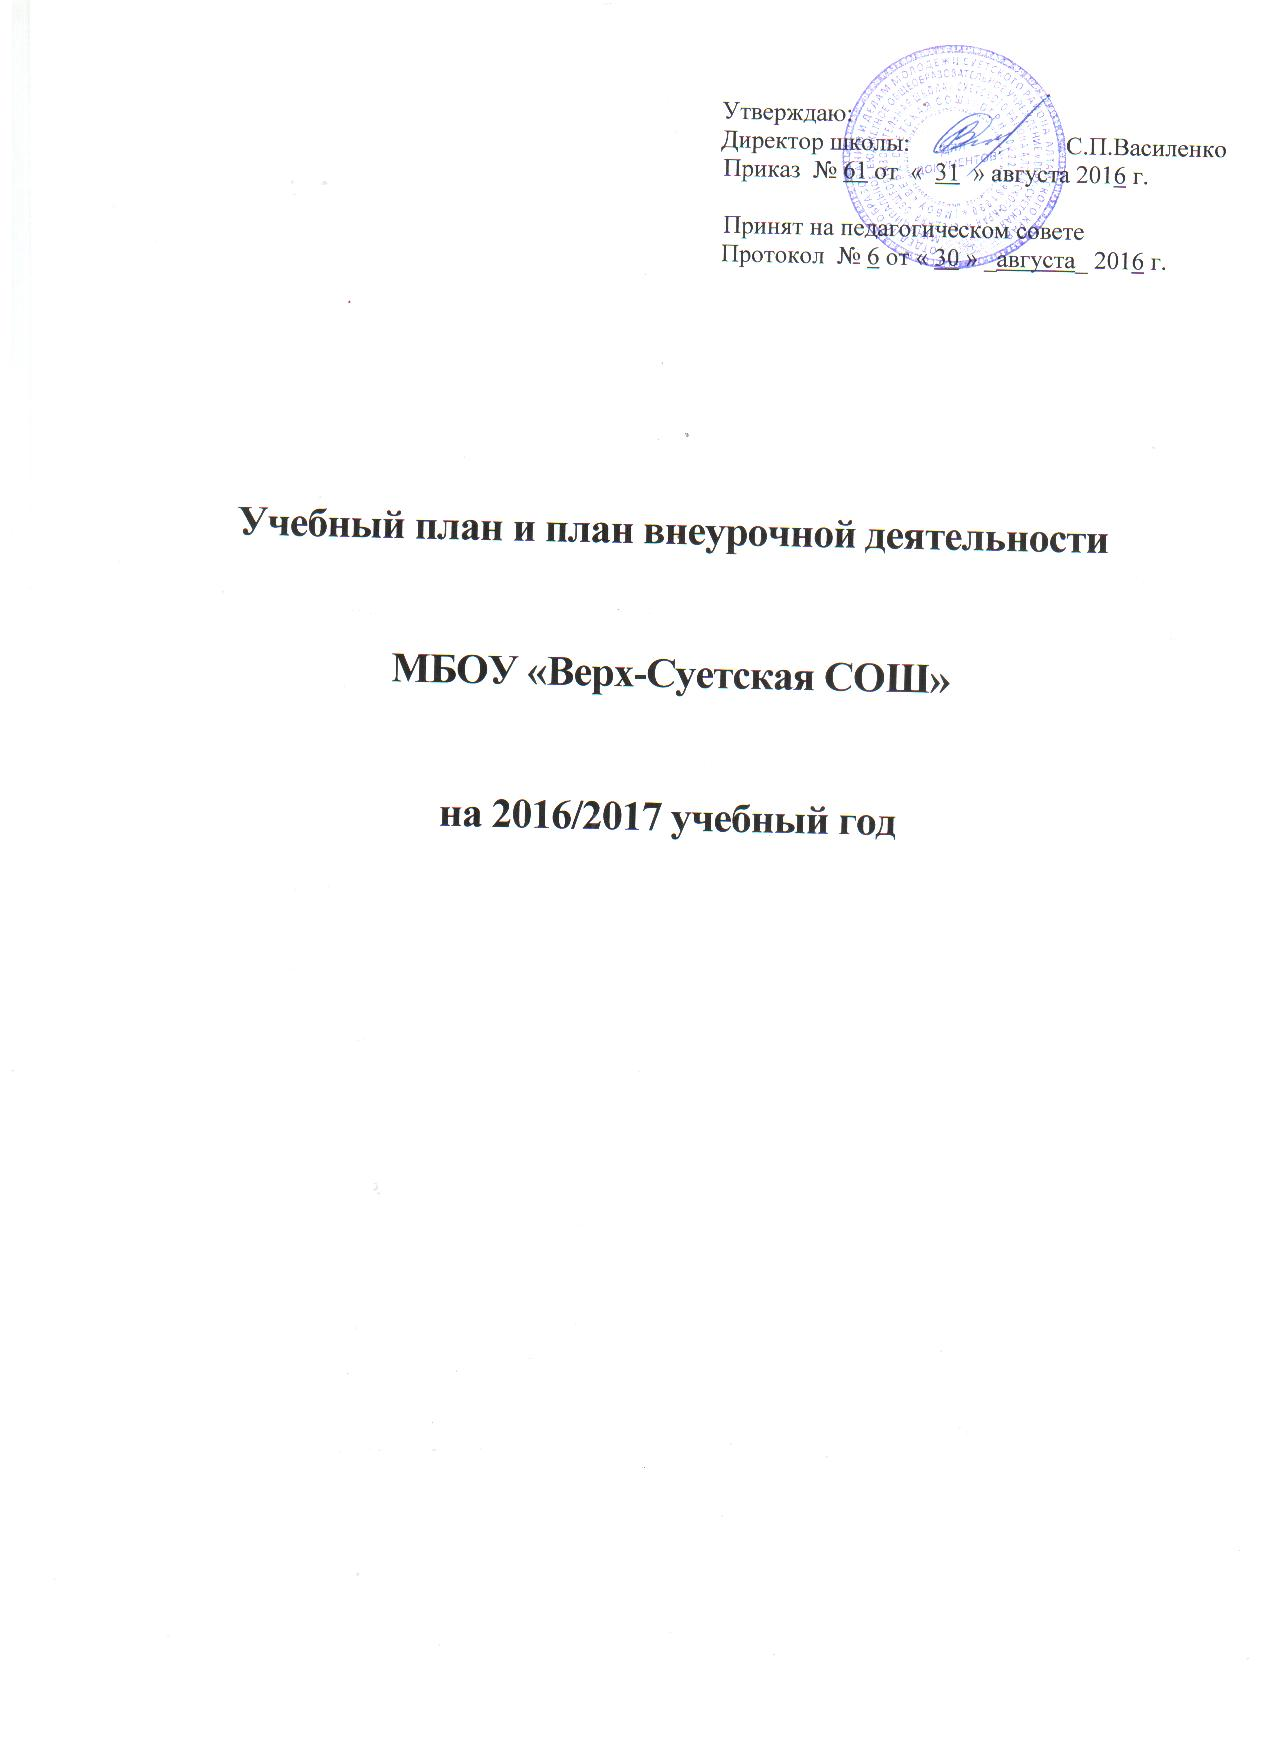 Утверждаю:
Директор школы: С.П.Василенко
Приказ № 61 от « 31 » августа 2016 г.
Принят на педагогическом совете
Протокол № 6 от « 30 » _августа_ 2016 г.
Учебный план и план внеурочной деятельности
МБОУ «Верх-Суетская СОШ»
на 2016/2017 учебный год